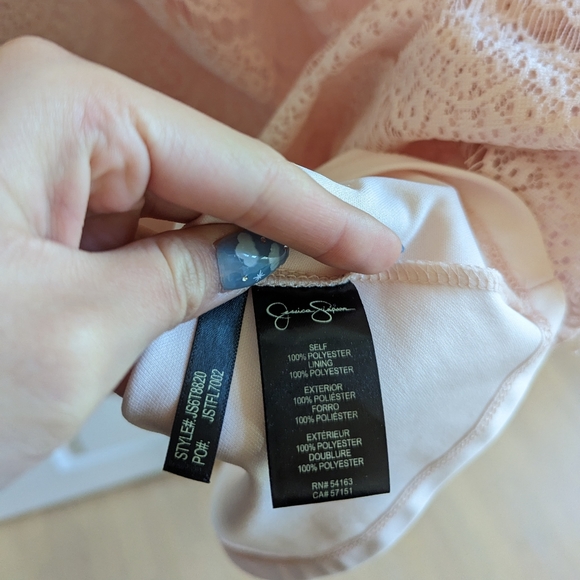 Jessica Simpson
SELF
100% POLYESTER
LINING
100% POLYESTER
EXTERIOR
100% POLIÉSTER
FORRO
100% POLIÉSTER
EXTÉRIEUR
100% POLYESTER
DOUBLURE
100% POLYESTER
RN# 54163
CA# 57151
STYLE#:JS6T8820
PO#: JSTFL7002